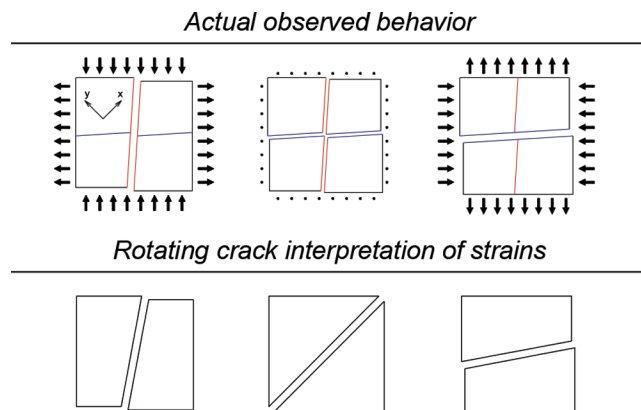 Actual observed behavior
y x
Rotating crack interpretation of strains